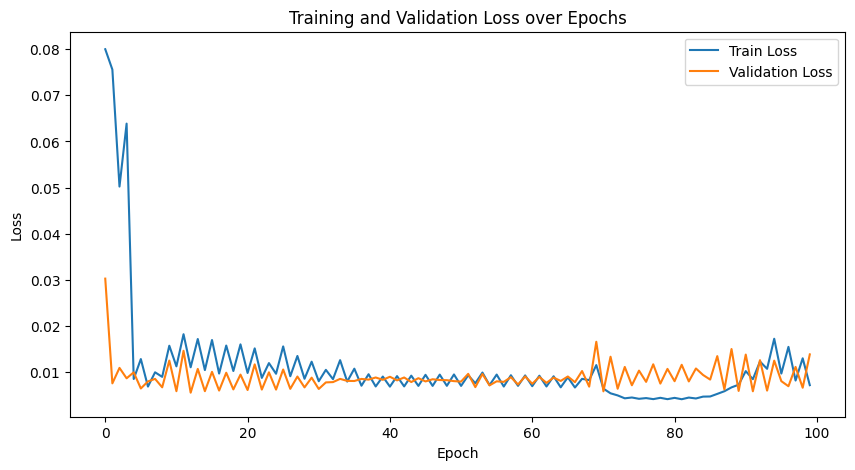 Training and Validation Loss over Epochs
Train Loss
Validation Loss
Loss
0.08
0.07
0.06
0.05
0.04
0.03
0.02
0.01
0 20 40 60 80 100
Epoch